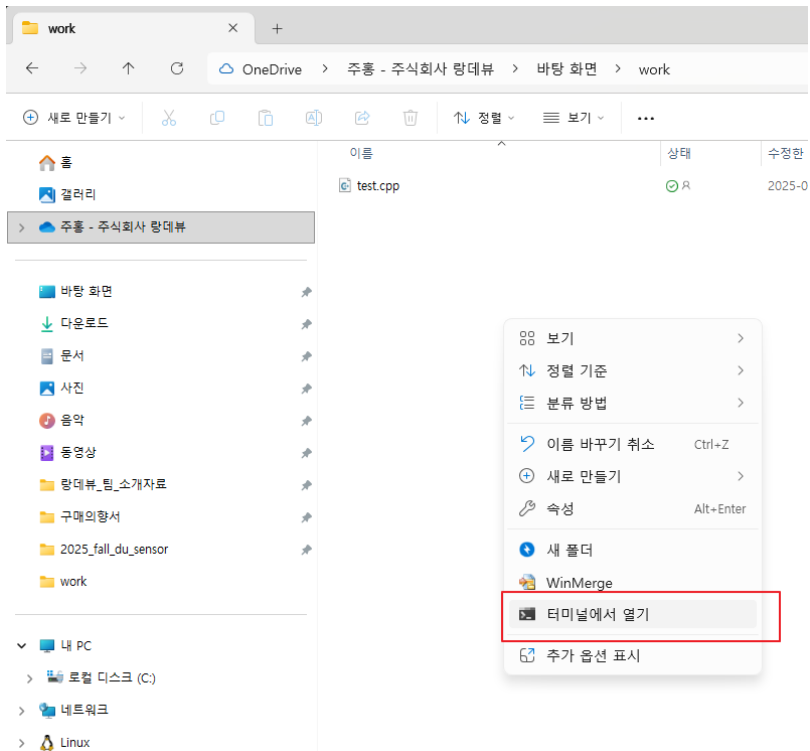 work
OneDrive > 주홍 - 주식회사 랑데뷰 > 바탕 화면 > work
새로 만들기 정렬 보기 ...
홈
갤러리
주홍 - 주식회사 랑데뷰
바탕 화면
다운로드
문서
사진
음악
동영상
랑데뷰_팀_소개자료
구매의향서
2025_fall_du_sensor
work
내 PC
로컬 디스크 (C:)
네트워크
Linux
이름 상태 수정한
test.cpp 2025-0
보기
정렬 기준
분류 방법
이름 바꾸기 취소 Ctrl+Z
새로 만들기
속성 Alt+Enter
새 폴더
WinMerge
터미널에서 열기
추가 옵션 표시